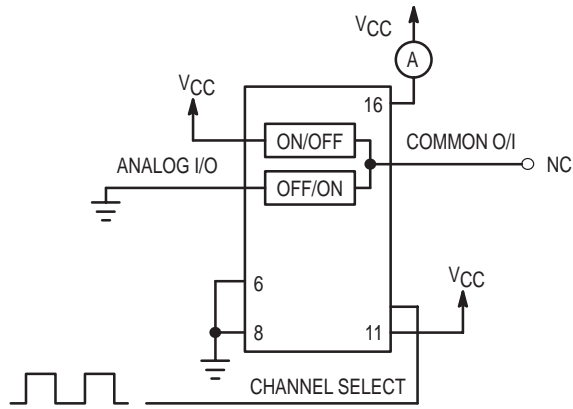 VCC
A
VCC
16
ON/OFF
COMMON O/I
NC
ANALOG I/O
OFF/ON
VCC
6
8
11
CHANNEL SELECT